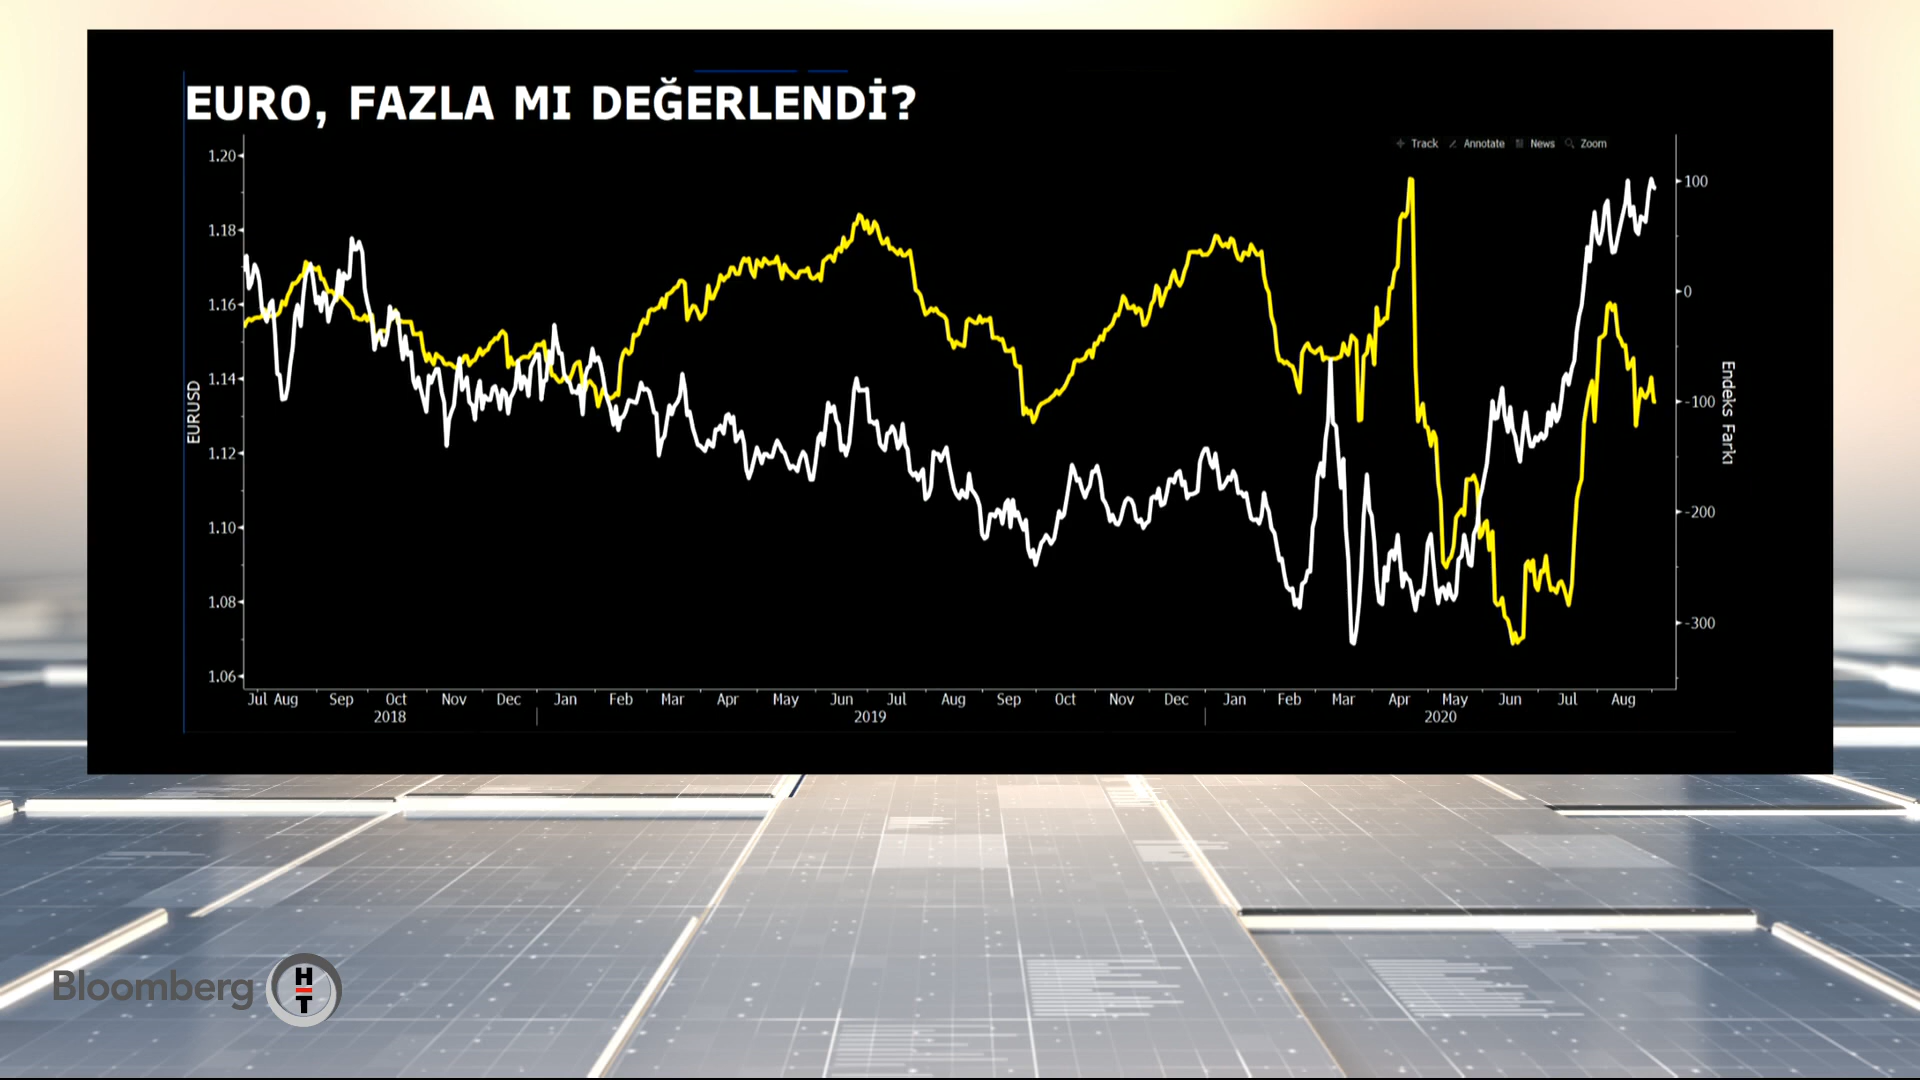 EURO, FAZLA MI DEĞERLENDİ?
Track Annotate News Zoom
1.20
1.18
1.16
1.14
1.12
1.10
1.08
1.06
EURUSD
100
0
-100
-200
-300
Endeks Farkı
Jul Aug Sep Oct Nov Dec Jan Feb Mar Apr May Jun Jul Aug Sep Oct Nov Dec Jan Feb Mar Apr May Jun Jul Aug
2018 2019 2020
Bloomberg HT